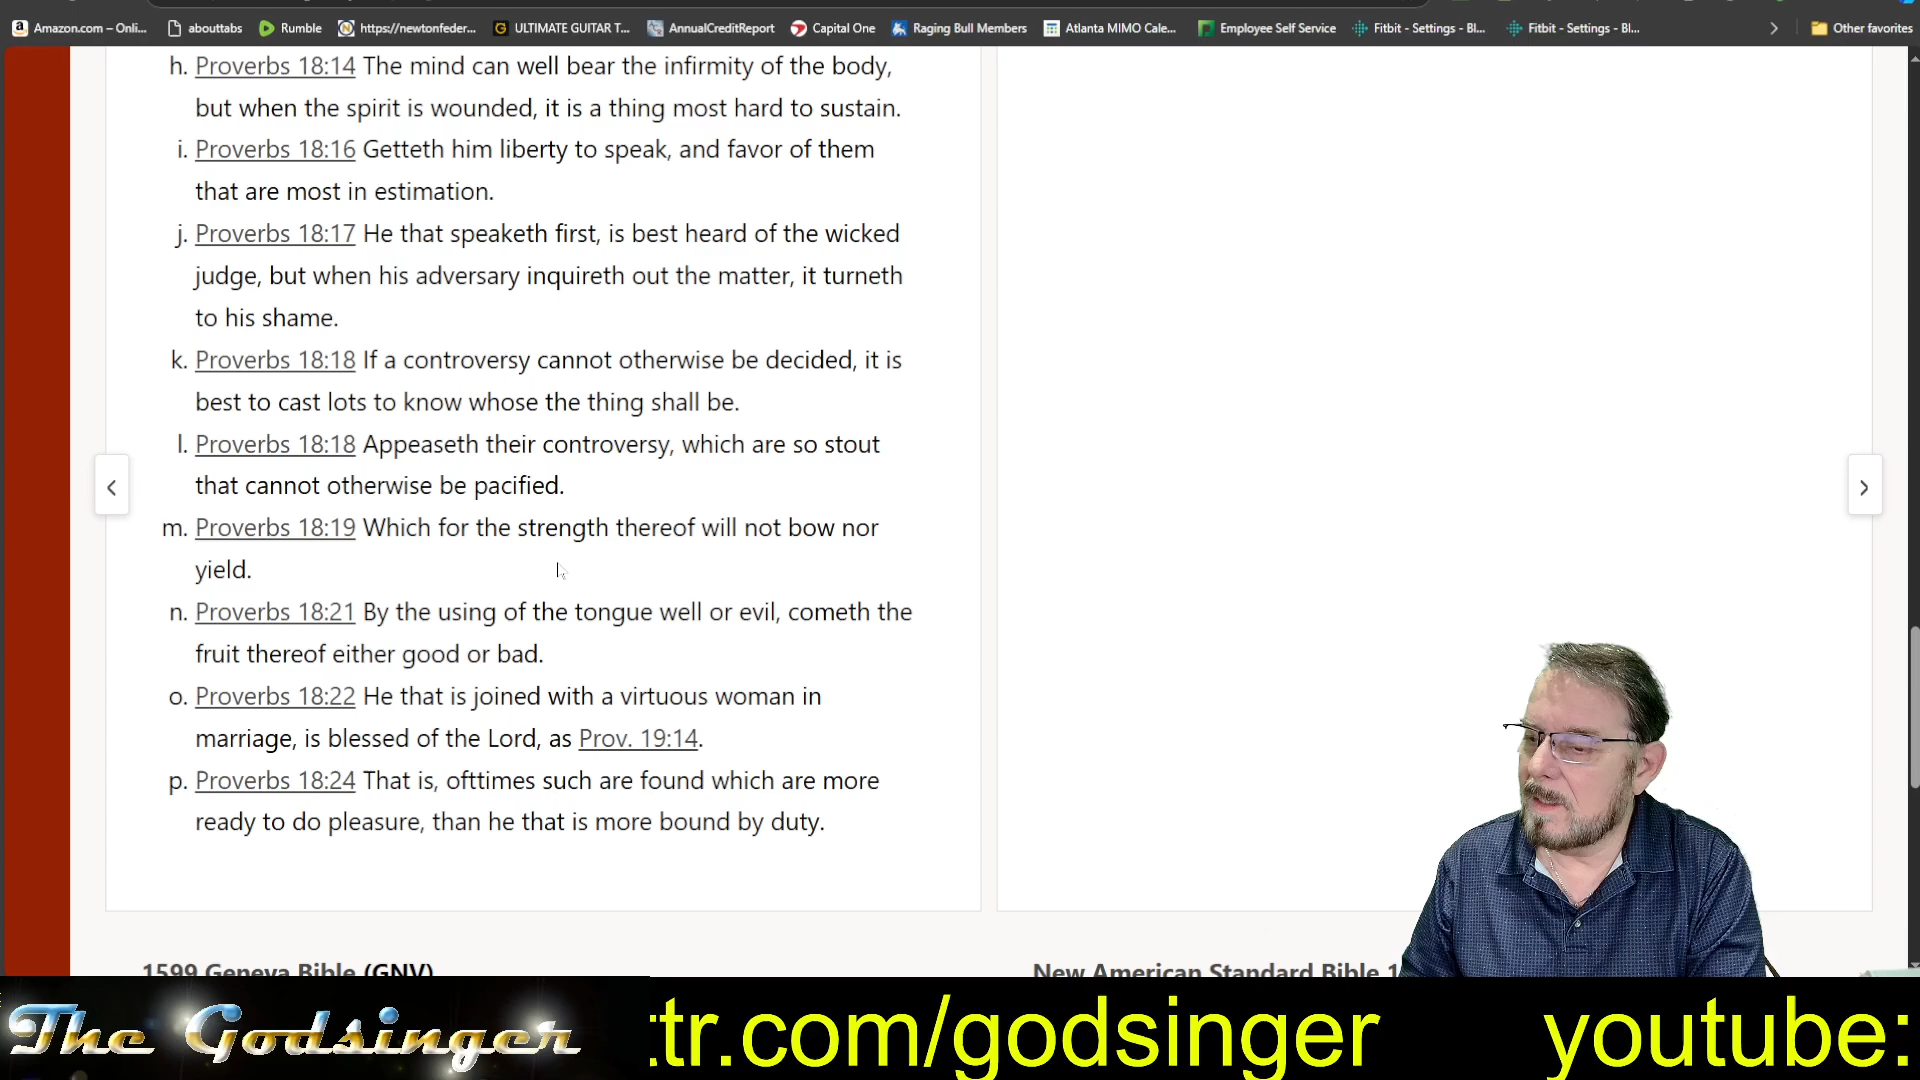 Amazon.com – Onli...
abouttabs
Rumble
https://newtonfeder...
ULTIMATE GUITAR T...
AnnualCreditReport
Capital One
Raging Bull Members
Atlanta MIMO Cale...
Employee Self Service
Fitbit - Settings - Bl...
Fitbit - Settings - Bl...
Other favorites
h. Proverbs 18:14 The mind can well bear the infirmity of the body,
but when the spirit is wounded, it is a thing most hard to sustain.
i. Proverbs 18:16 Getteth him liberty to speak, and favor of them
that are most in estimation.
j. Proverbs 18:17 He that speaketh first, is best heard of the wicked
judge, but when his adversary inquireth out the matter, it turneth
to his shame.
k. Proverbs 18:18 If a controversy cannot otherwise be decided, it is
best to cast lots to know whose the thing shall be.
l. Proverbs 18:18 Appeaseth their controversy, which are so stout
that cannot otherwise be pacified.
m. Proverbs 18:19 Which for the strength thereof will not bow nor
yield.
n. Proverbs 18:21 By the using of the tongue well or evil, cometh the
fruit thereof either good or bad.
o. Proverbs 18:22 He that is joined with a virtuous woman in
marriage, is blessed of the Lord, as Prov. 19:14.
p. Proverbs 18:24 That is, ofttimes such are found which are more
ready to do pleasure, than he that is more bound by duty.
1599 Geneva Bible (GNV)
New American Standard Bible 1
The Godsinger
ttr.com/godsinger
youtube: